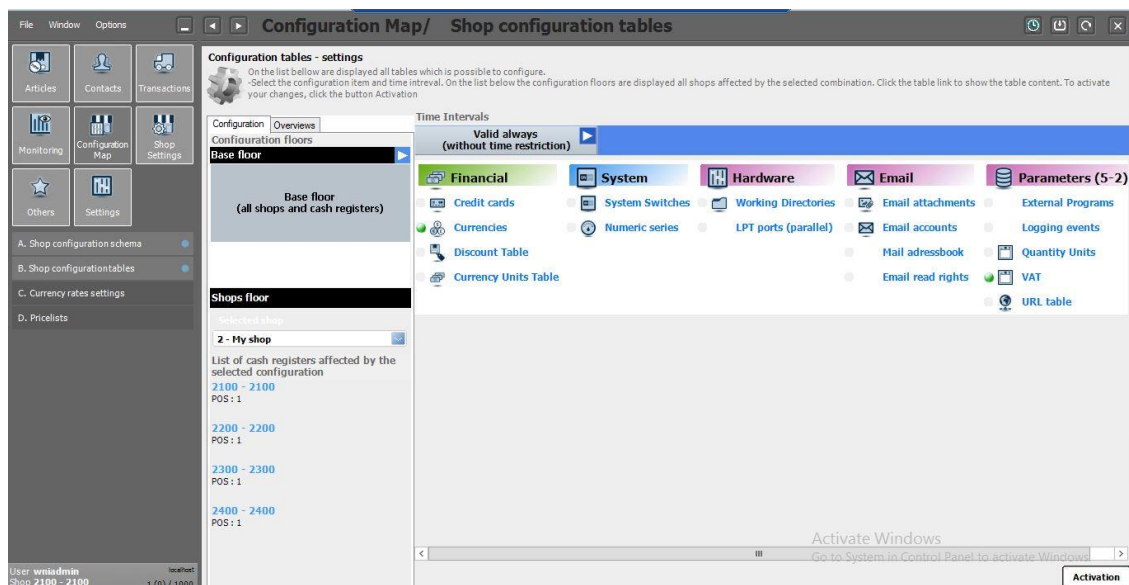 File Window Options
Configuration Map/ Shop configuration tables
Articles
Contacts
Transactions
Monitoring
Configuration
Map
Shop
Settings
Others
Settings
A. Shop configuration schema
B. Shop configurationtables
C. Currency rates settings
D. Pricelists
User wniadmin
localhost
Shop 2100 - 2100
1 (0) / 1000
Configuration tables - settings
On the list bellow are displayed all tables which is possible to configure.
-Select the configuration item and time intreval. On the list below the configuration floors are displayed all shops affected by the selected combination. Click the table link to show the table content. To activate
your changes, click the button Activation
Configuration Overviews
Configuration floors
Base floor
Base floor
(all shops and cash registers)
Shops floor
Selected shop
2 - My shop
List of cash registers affected by the
selected configuration
2100 - 2100
POS : 1
2200 - 2200
POS : 1
2300 - 2300
POS : 1
2400 - 2400
POS : 1
Time Intervals
Valid always
(without time restriction)
Financial
Credit cards
Currencies
Discount Table
Currency Units Table
System
System Switches
Numeric series
Hardware
Working Directories
LPT ports (parallel)
Email
Email attachments
Email accounts
Mail adressbook
Email read rights
Parameters (5-2)
External Programs
Logging events
Quantity Units
VAT
URL table
Activate Windows
Go to System in Control Panel to activate Windows.
Activation